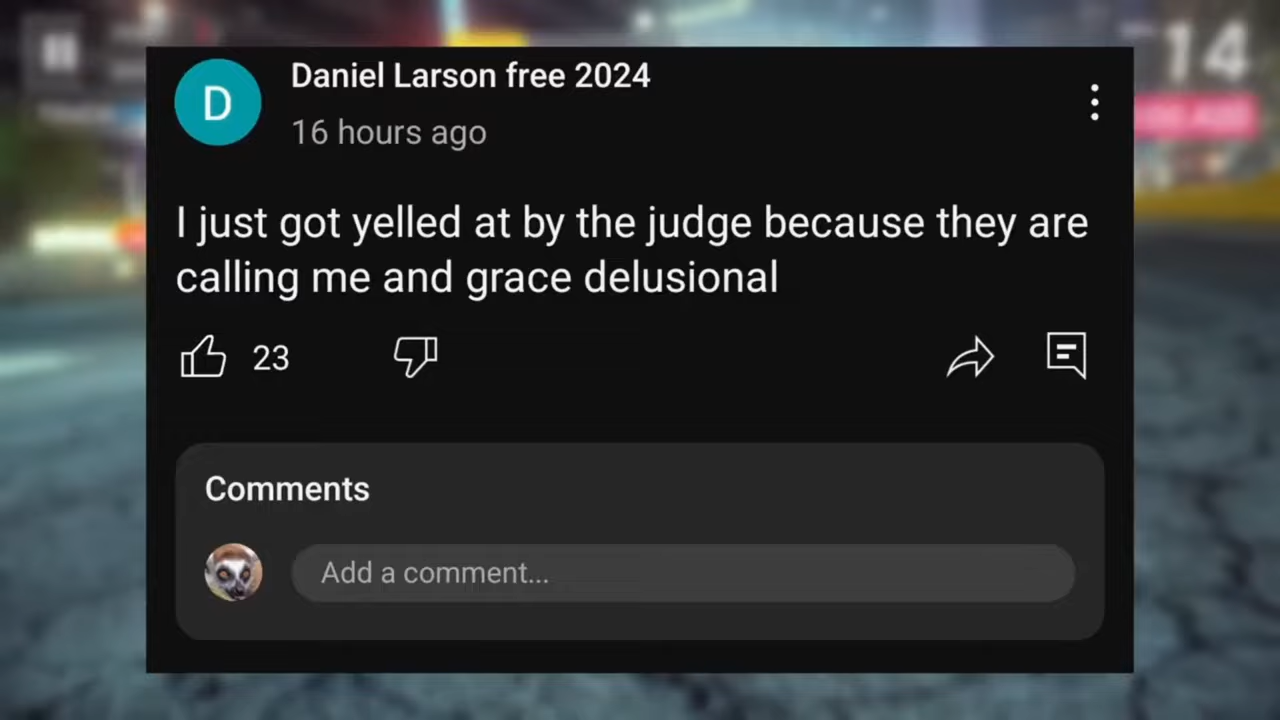 14
D
Daniel Larson free 2024
16 hours ago
I just got yelled at by the judge because they are
calling me and grace delusional
23
Comments
Add a comment...